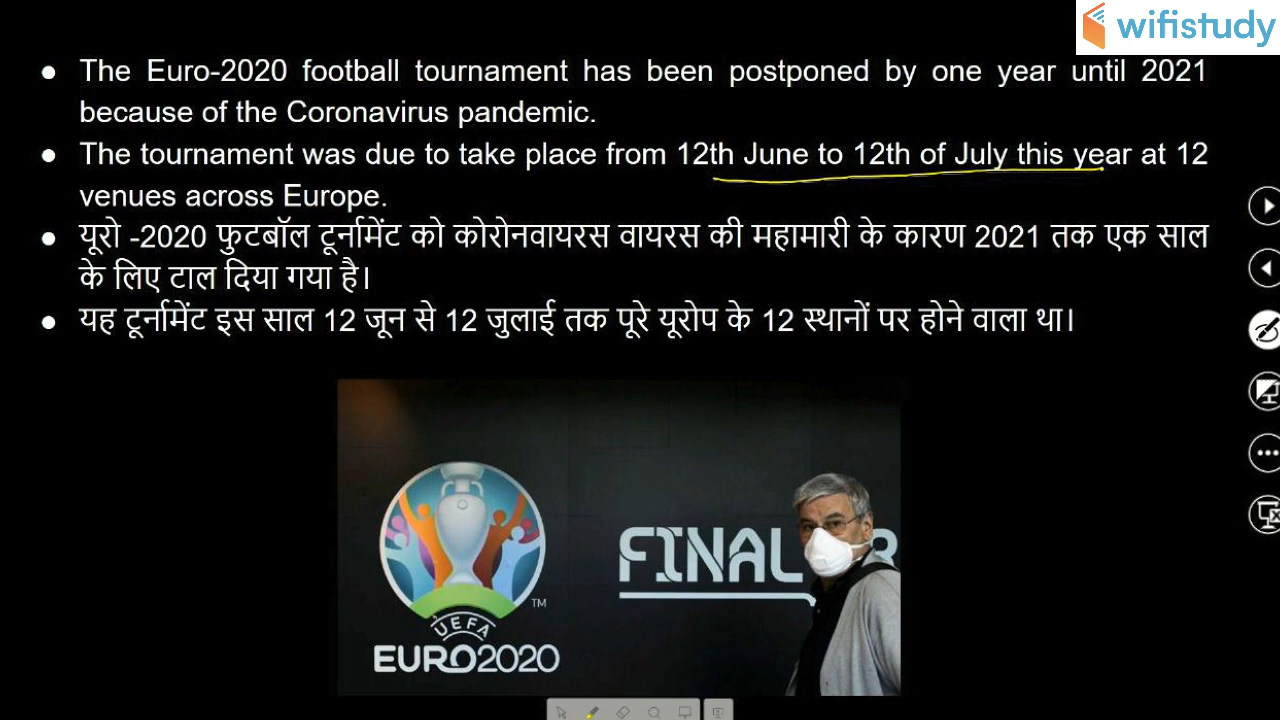 wifistudy
● The Euro-2020 football tournament has been postponed by one year until 2021
because of the Coronavirus pandemic.
● The tournament was due to take place from 12th June to 12th of July this year at 12
venues across Europe.
● यूरो -2020 फुटबॉल टूर्नामेंट को कोरोनवायरस वायरस की महामारी के कारण 2021 तक एक साल
के लिए टाल दिया गया है।
● यह टूर्नामेंट इस साल 12 जून से 12 जुलाई तक पूरे यूरोप के 12 स्थानों पर होने वाला था।
FINAL
TM
UEFA
EURO2020